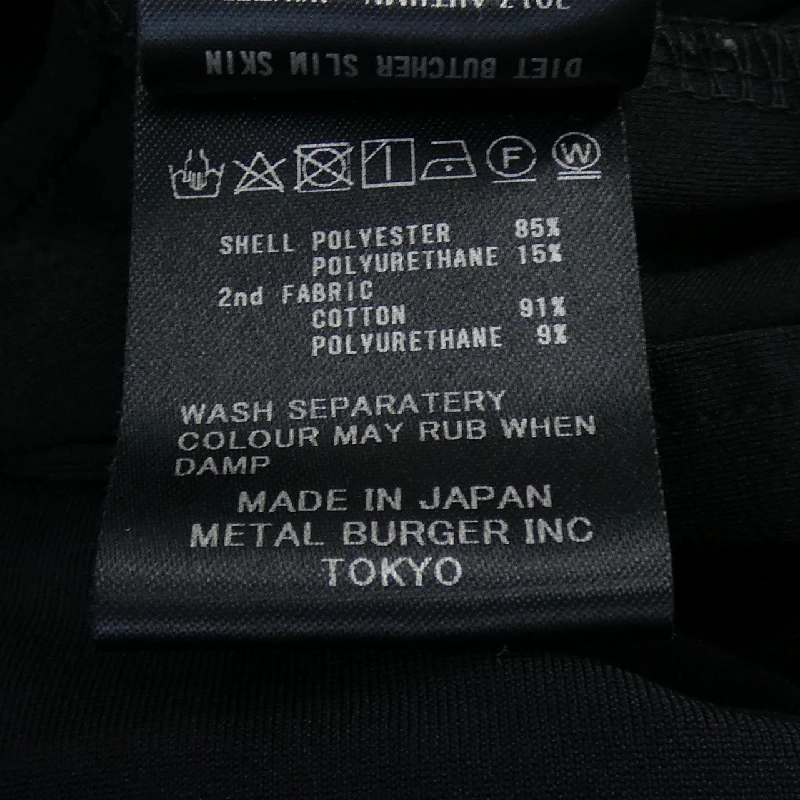 DIET BUTCHER SLIM SKIN
F W
SHELL POLYESTER 85%
POLYURETHANE 15%
2nd FABRIC
COTTON 91%
POLYURETHANE 9%
WASH SEPARATERY
COLOUR MAY RUB WHEN
DAMP
MADE IN JAPAN
METAL BURGER INC
TOKYO